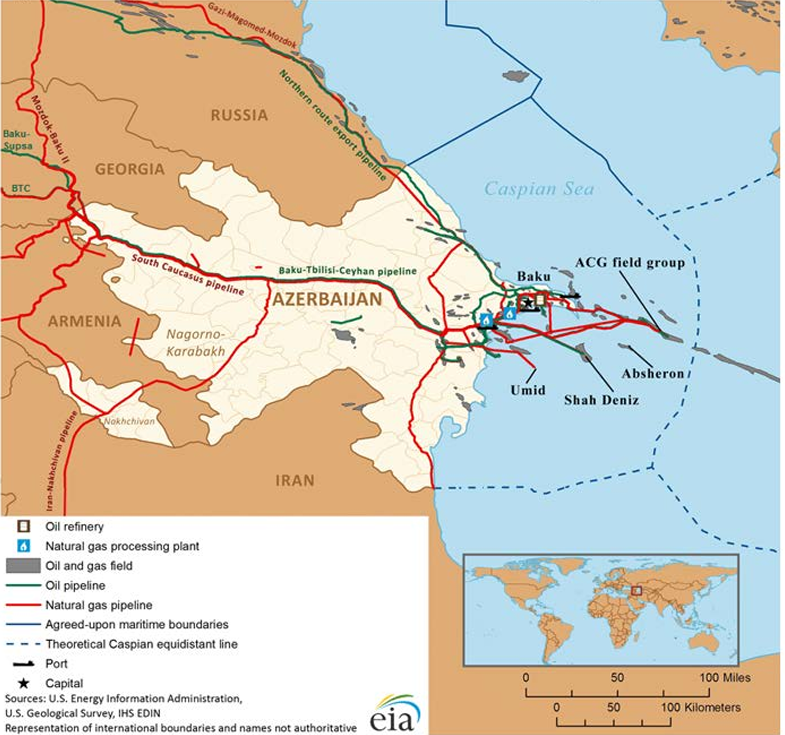 Gazi-Magomed-Mozdok
Northern route export pipeline
RUSSIA
Mozdok-Baku II
Baku-
Supsa
GEORGIA
BTC
Caspian Sea
South Caucasus pipeline
Baku-Tbilisi-Ceyhan pipeline
Baku
ACG field group
AZERBAIJAN
ARMENIA
Nagorno-
Karabakh
Absheron
Umid
Shah Deniz
Nakhchivan
Iran-Nakhchivan pipeline
IRAN
Oil refinery
Natural gas processing plant
Oil and gas field
Oil pipeline
Natural gas pipeline
Agreed-upon maritime boundaries
Theoretical Caspian equidistant line
Port
Capital
Sources: U.S. Energy Information Administration,
U.S. Geological Survey, IHS EDIN
Representation of international boundaries and names not authoritative
eia
0 50 100 Miles
0 50 100 Kilometers